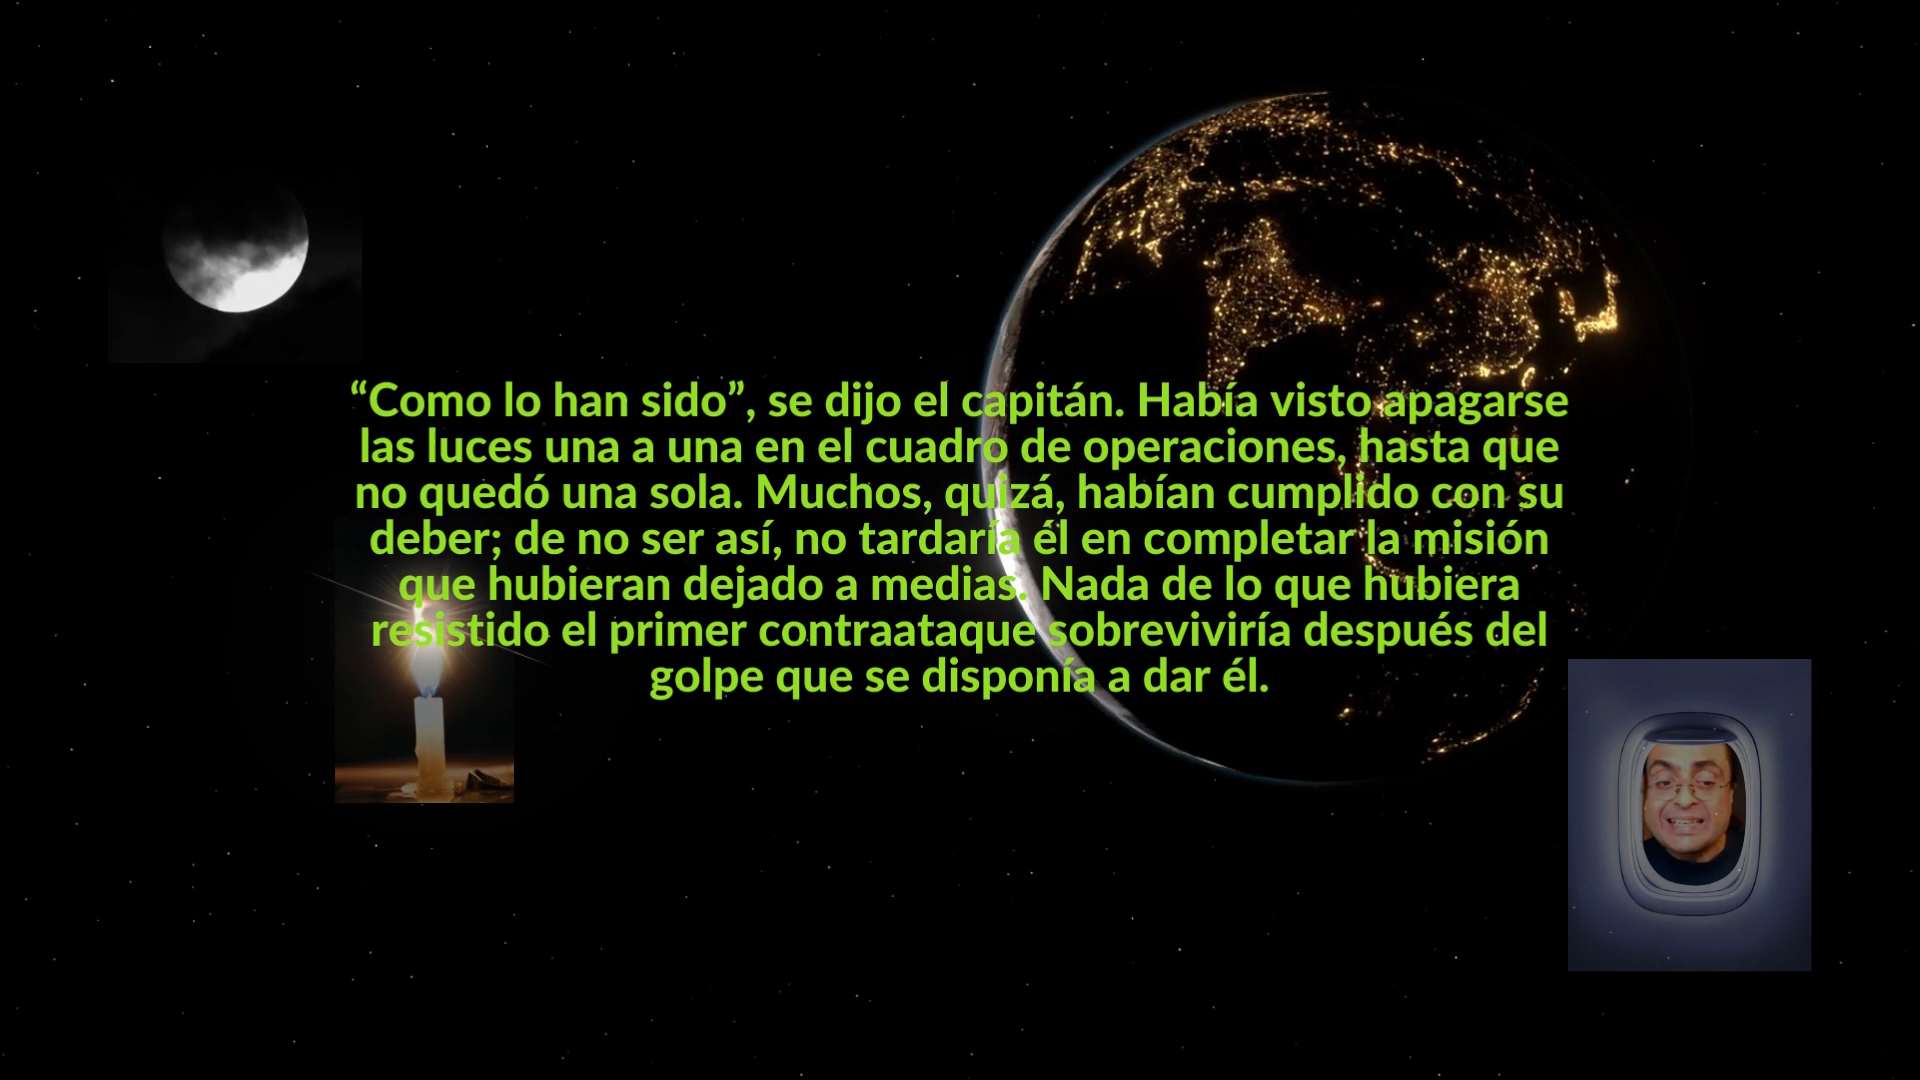 “Como lo han sido”, se dijo el capitán. Había visto apagarse
las luces una a una en el cuadro de operaciones, hasta que
no quedó una sola. Muchos, quizá, habían cumplido con su
deber; de no ser así, no tardaría él en completar la misión
que hubieran dejado a medias. Nada de lo que hubiera
resistido el primer contraataque sobreviviría después del
golpe que se disponía a dar él.